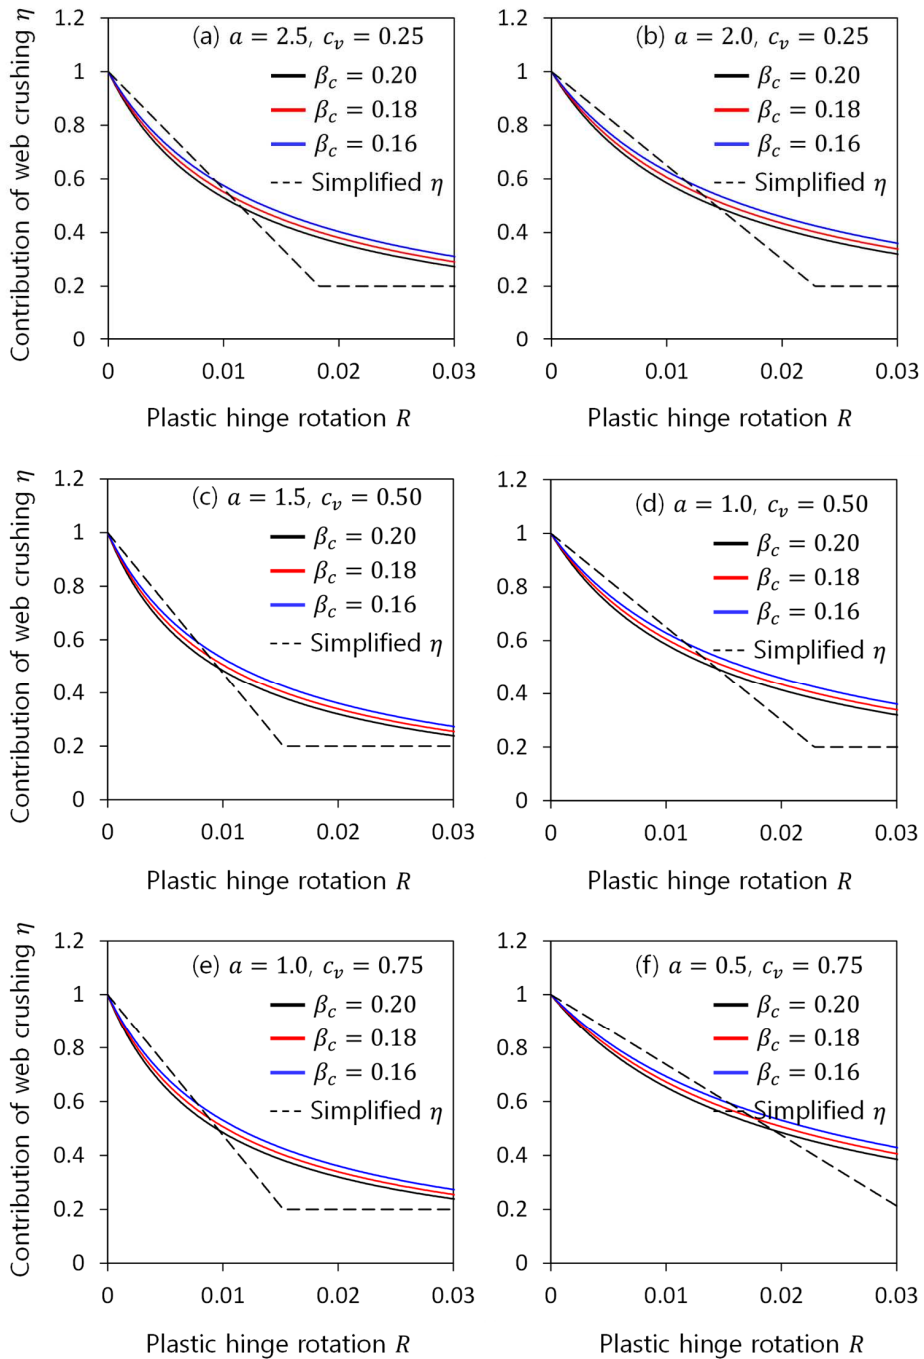 Contribution of web crushing η
1.2
1
0.8
0.6
0.4
0.2
0
(a) a = 2.5, c_v = 0.25
β_c = 0.20
β_c = 0.18
β_c = 0.16
Simplified η
0 0.01 0.02 0.03
Plastic hinge rotation R
1.2
1
0.8
0.6
0.4
0.2
0
(b) a = 2.0, c_v = 0.25
β_c = 0.20
β_c = 0.18
β_c = 0.16
Simplified η
0 0.01 0.02 0.03
Plastic hinge rotation R
Contribution of web crushing η
1.2
1
0.8
0.6
0.4
0.2
0
(c) a = 1.5, c_v = 0.50
β_c = 0.20
β_c = 0.18
β_c = 0.16
Simplified η
0 0.01 0.02 0.03
Plastic hinge rotation R
1.2
1
0.8
0.6
0.4
0.2
0
(d) a = 1.0, c_v = 0.50
β_c = 0.20
β_c = 0.18
β_c = 0.16
Simplified η
0 0.01 0.02 0.03
Plastic hinge rotation R
Contribution of web crushing η
1.2
1
0.8
0.6
0.4
0.2
0
(e) a = 1.0, c_v = 0.75
β_c = 0.20
β_c = 0.18
β_c = 0.16
Simplified η
0 0.01 0.02 0.03
Plastic hinge rotation R
1.2
1
0.8
0.6
0.4
0.2
0
(f) a = 0.5, c_v = 0.75
β_c = 0.20
β_c = 0.18
β_c = 0.16
Simplified η
0 0.01 0.02 0.03
Plastic hinge rotation R